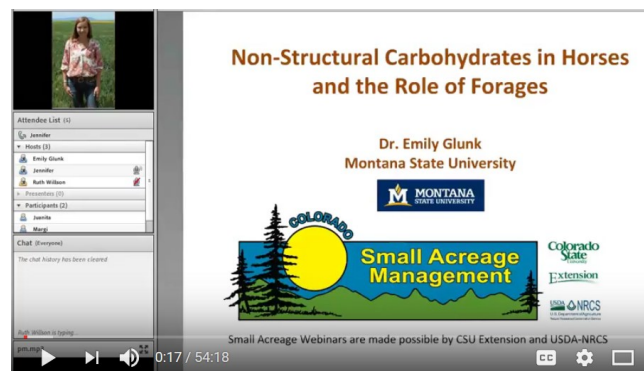 Attendee List (5)
Jennifer
Hosts (3)
Emily Glunk
Jennifer
Ruth Willson
Presenters (0)
Participants (2)
Juanita
Margi
Chat (Everyone)
The chat history has been cleared
Ruth Willson is typing...
pm.mp3
Non-Structural Carbohydrates in Horses
and the Role of Forages
Dr. Emily Glunk
Montana State University
M MONTANA
STATE UNIVERSITY
COLORADO
Small Acreage
Management
Colorado
State
University
Extension
USDA NRCS
Small Acreage Webinars are made possible by CSU Extension and USDA-NRCS
0:17 / 54:18
CC